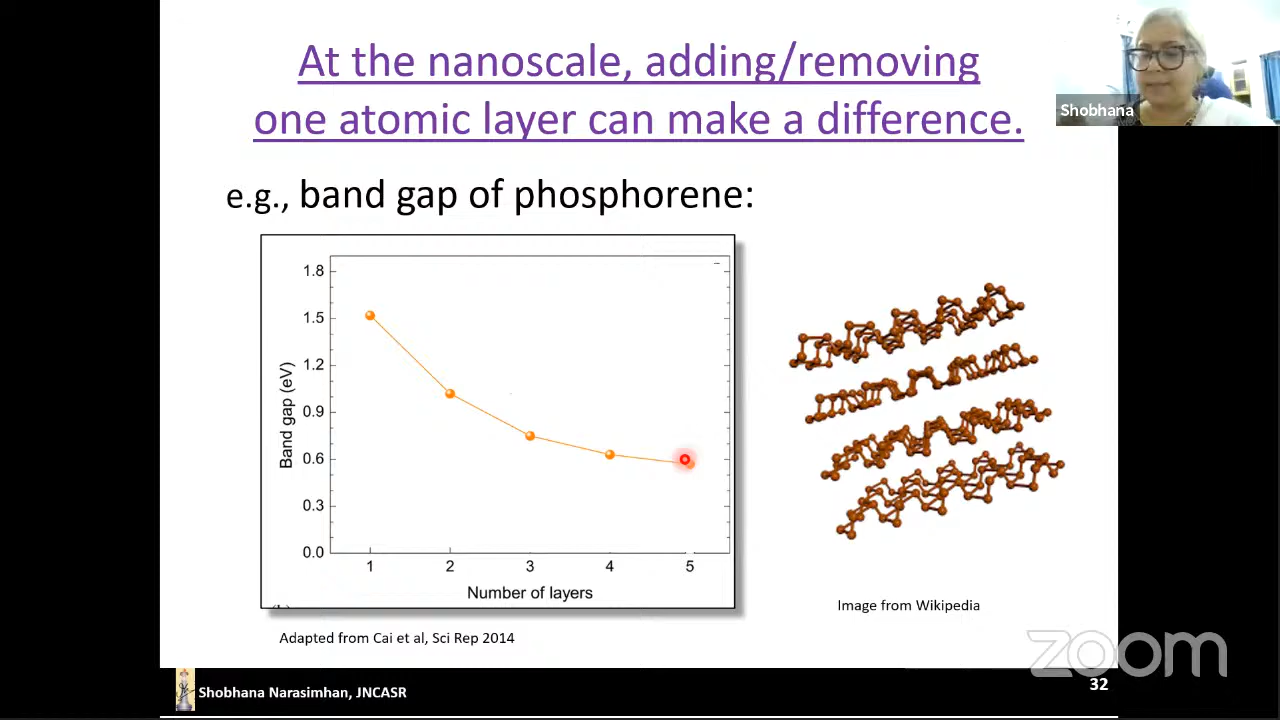 At the nanoscale, adding/removing
one atomic layer can make a difference.
Shobhana
e.g., band gap of phosphorene:
1.8
1.5
1.2
0.9
0.6
0.3
0.0
Band gap (eV)
1 2 3 4 5
Number of layers
Adapted from Cai et al, Sci Rep 2014
Image from Wikipedia
zoom
Shobhana Narasimhan, JNCASR
32